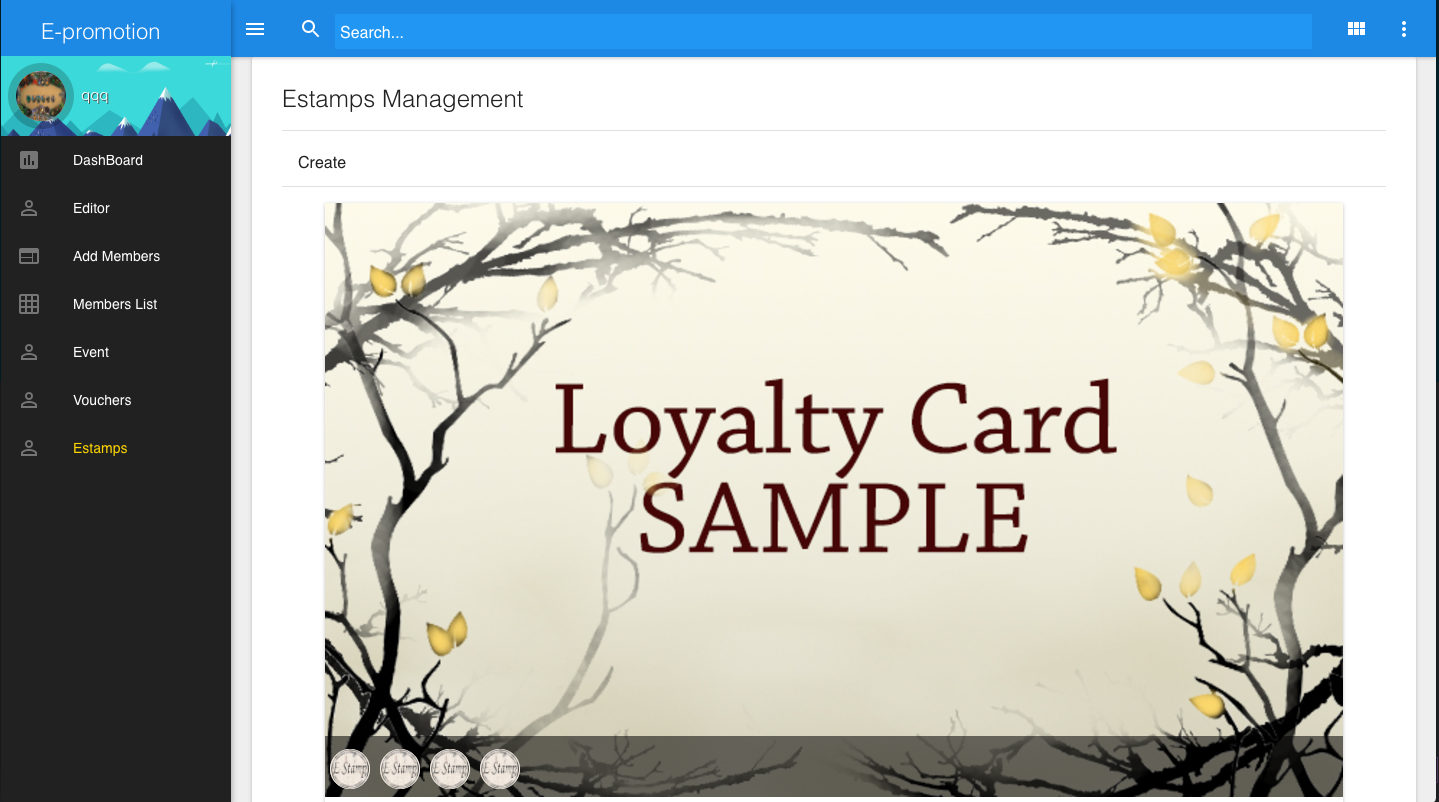 E-promotion
Search...
qqq
DashBoard
Editor
Add Members
Members List
Event
Vouchers
Estamps
Estamps Management
Create
Loyalty Card
SAMPLE
E Stamp E Stamp E Stamp E Stamp